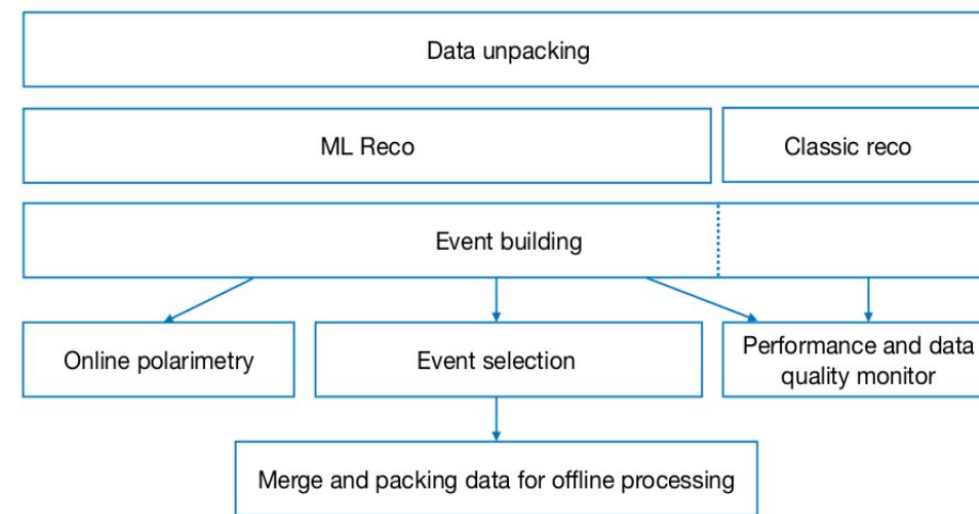 Data unpacking
ML Reco
Classic reco
Event building
Online polarimetry
Event selection
Performance and data
quality monitor
Merge and packing data for offline processing